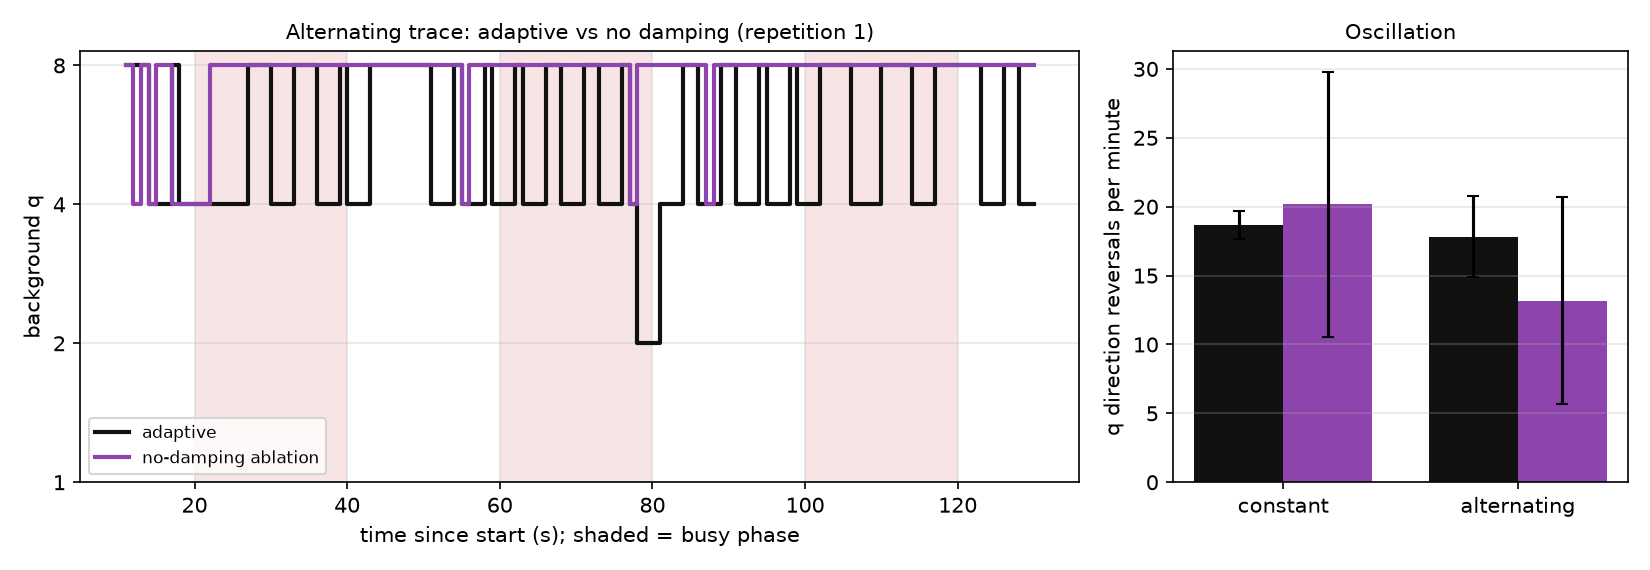 Alternating trace: adaptive vs no damping (repetition 1)
background q
8
4
2
1
adaptive
no-damping ablation
20 40 60 80 100 120
time since start (s); shaded = busy phase
Oscillation
q direction reversals per minute
30
25
20
15
10
5
0
constant alternating